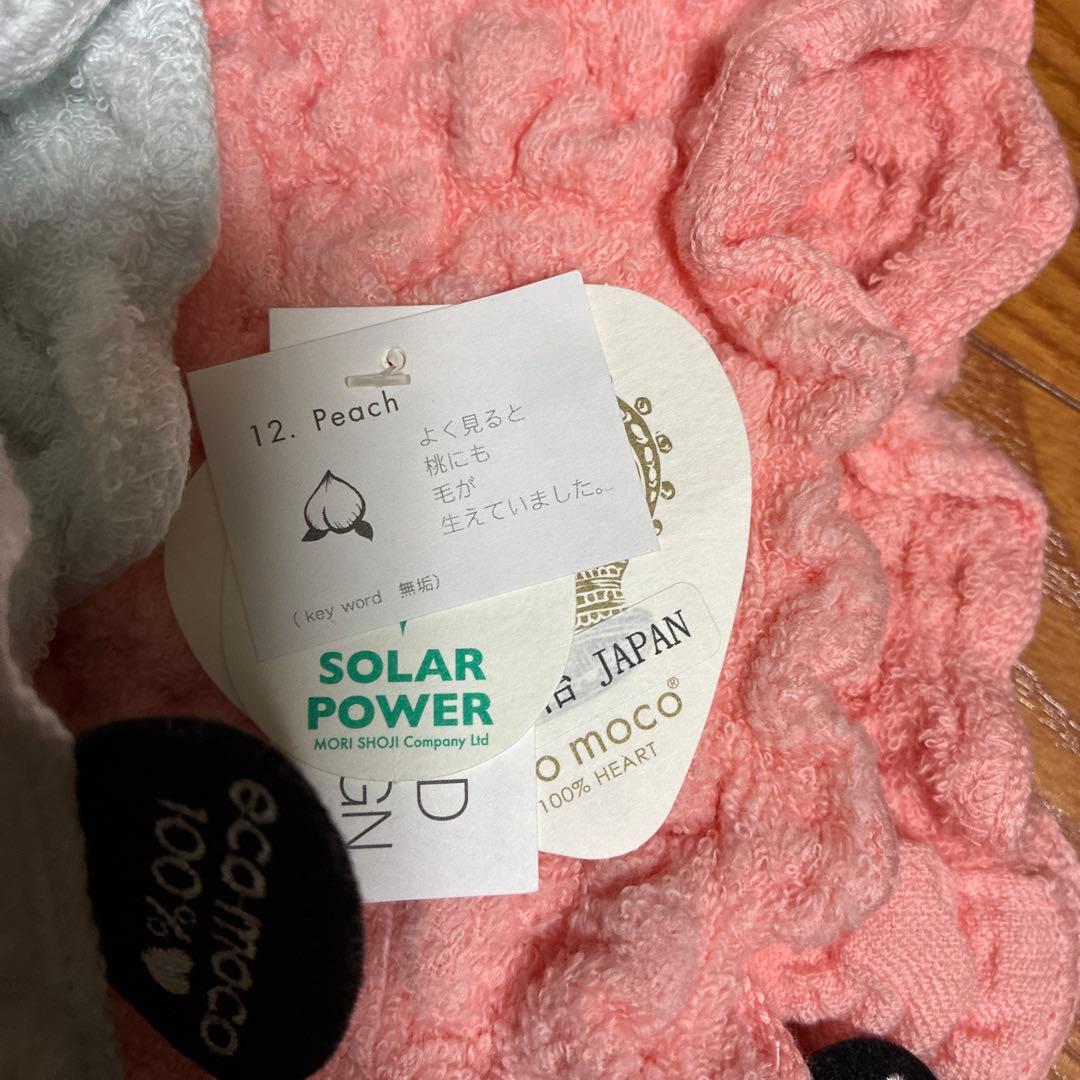 12. Peach
よく見ると
桃にも
毛が
生えていました。
( key word 無垢)
SOLAR
POWER
MORI SHOJI Company Ltd
JAPAN
o moco®
100% HEART
D
GN
eco-moco
100%